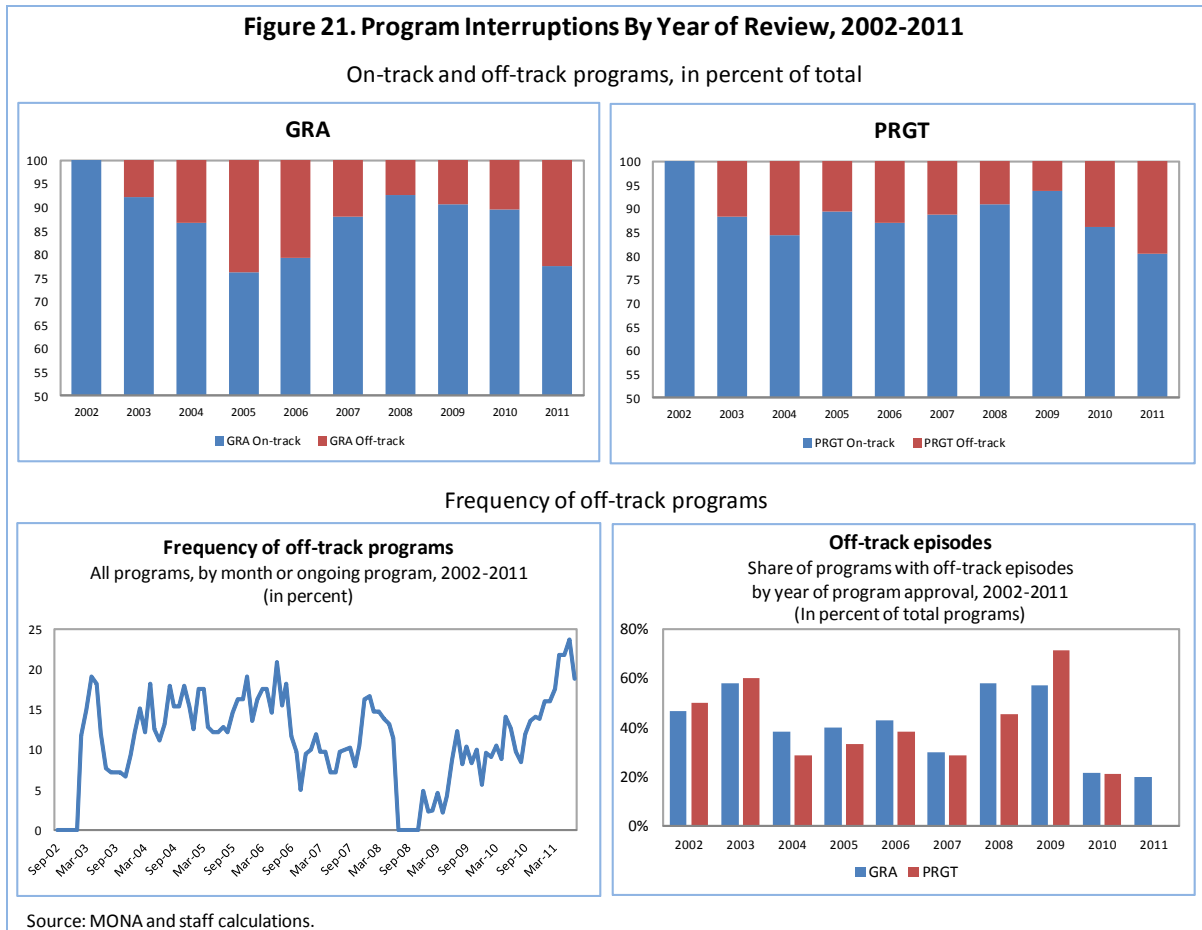 Figure 21. Program Interruptions By Year of Review, 2002-2011
On-track and off-track programs, in percent of total
GRA
100
95
90
85
80
75
70
65
60
55
50
2002 2003 2004 2005 2006 2007 2008 2009 2010 2011
GRA On-track GRA Off-track
PRGT
100
95
90
85
80
75
70
65
60
55
50
2002 2003 2004 2005 2006 2007 2008 2009 2010 2011
PRGT On-track PRGT Off-track
Frequency of off-track programs
Frequency of off-track programs
All programs, by month or ongoing program, 2002-2011
(in percent)
25
20
15
10
5
0
Sep-02 Mar-03 Sep-03 Mar-04 Sep-04 Mar-05 Sep-05 Mar-06 Sep-06 Mar-07 Sep-07 Mar-08 Sep-08 Mar-09 Sep-09 Mar-10 Sep-10 Mar-11
Off-track episodes
Share of programs with off-track episodes
by year of program approval, 2002-2011
(In percent of total programs)
80%
60%
40%
20%
0%
2002 2003 2004 2005 2006 2007 2008 2009 2010 2011
GRA PRGT
Source: MONA and staff calculations.